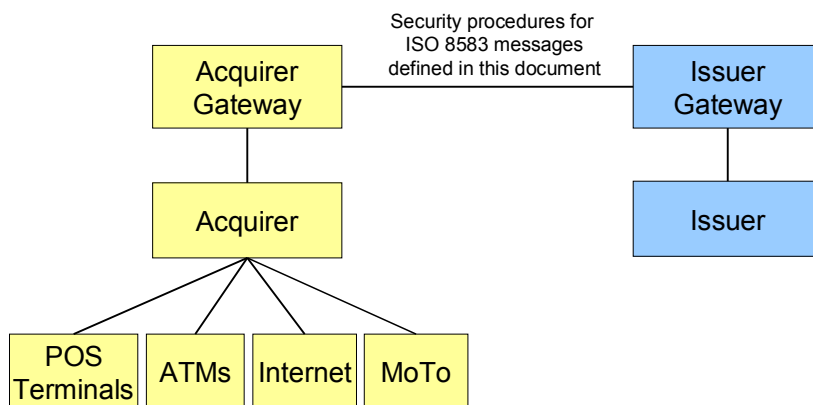 Security procedures for
ISO 8583 messages
defined in this document
Acquirer
Gateway
Issuer
Gateway
Acquirer
Issuer
POS
Terminals
ATMs
Internet
MoTo